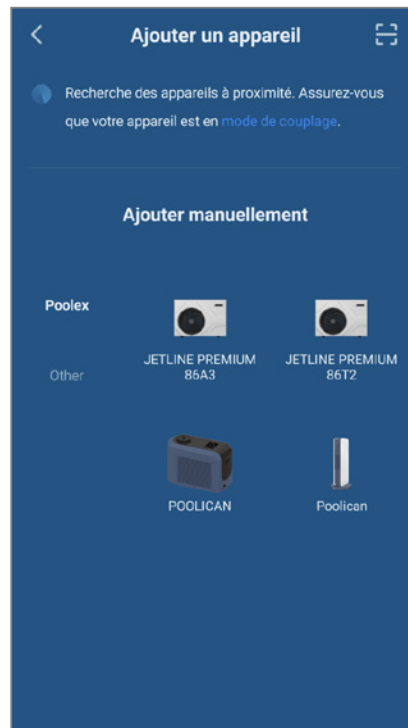 Ajouter un appareil
Recherche des appareils à proximité. Assurez-vous
que votre appareil est en mode de couplage.
Ajouter manuellement
Poolex
Other
JETLINE PREMIUM
86A3
JETLINE PREMIUM
86T2
POOLICAN
Poolican